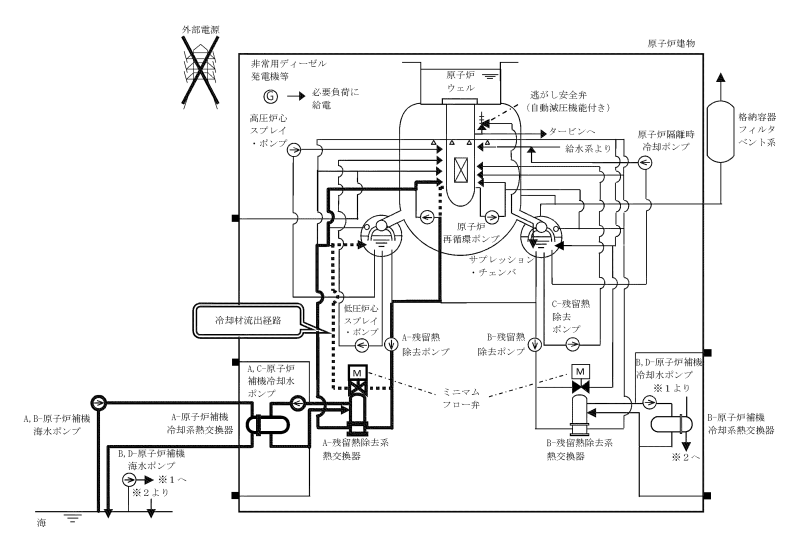 外部電源
原子炉建物
非常用ディーゼル
発電機等
G
必要負荷に
給電
原子炉
ウェル
逃がし安全弁
（自動減圧機能付き）
高圧炉心
スプレイ
・ポンプ
タービンへ
給水系より
原子炉隔離時
冷却ポンプ
格納容器
フィルタ
ベント系
原子炉
再循環ポンプ
サプレッション
・チェンバ
冷却材流出経路
低圧炉心
スプレイ
・ポンプ
A-残留熱
除去ポンプ
B-残留熱
除去ポンプ
C-残留熱
除去
ポンプ
A,C-原子炉
補機冷却水
ポンプ
M
ミニマム
フロー弁
M
B,D-原子炉補機
冷却水ポンプ
※1より
A,B-原子炉補機
海水ポンプ
A-原子炉補機
冷却系熱交換器
B-原子炉補機
冷却系熱交換器
A-残留熱除去系
熱交換器
B-残留熱除去系
熱交換器
B,D-原子炉補機
海水ポンプ
※1へ
※2より
※2へ
海